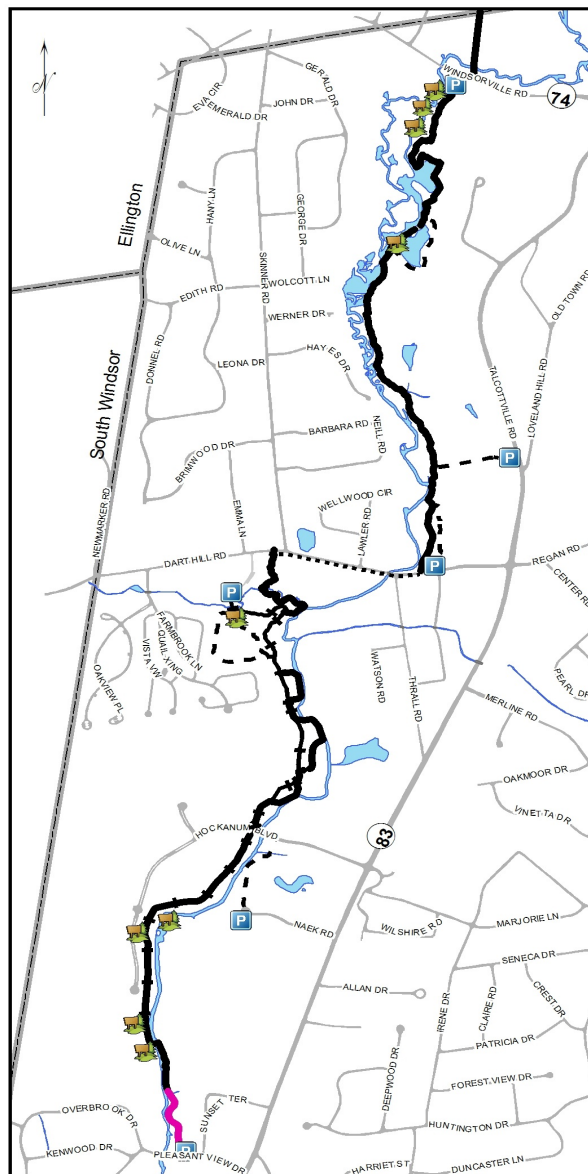 N
WINDSORVILLE RD
P
74
GERALD DR
EVA CIR
EMERALD DR
JOHN DR
Ellington
HANY LN
GEORGE DR
OLIVE LN
SKINNER RD
EDITH RD
WOLCOTT LN
OLD TOWN RD
WERNER DR
DONNEL RD
LEONA DR
HAYES DR
TALCOTTVILLE RD
LOVELAND HILL RD
South Windsor
BARBARA RD
NEILL RD
BRIMWOOD DR
P
NEWMARKER RD
EMMA LN
WELLWOOD CIR
LAWLER RD
DART HILL RD
P
REGAN RD
CENTER RD
P
FARMBROOK LN
QUAIL XING
VISTA VW
OAKVIEW PL
WATSON RD
THRALL RD
PEARL DR
MERLINE RD
OAKMOOR DR
VINETTA DR
HOCKANUM BLVD
83
P
NAEK RD
WILSHIRE RD
MARJORIE LN
SENECA DR
ALLAN DR
IRENE DR
CLAIRE RD
CREST DR
PATRICIA DR
DEEPWOOD DR
FOREST VIEW DR
OVERBROOK DR
SUNSET TER
HUNTINGTON DR
KENWOOD DR
P
PLEASANT VIEW DR
HARRIET ST
DUNCASTER LN